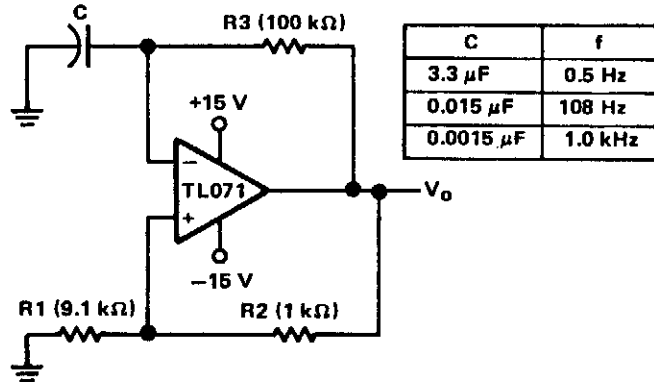 C
R3 (100 kΩ)
+15 V
−
TL071
+
−15 V
Vo
R1 (9.1 kΩ)
R2 (1 kΩ)
C f
3.3 μF 0.5 Hz
0.015 μF 108 Hz
0.0015 μF 1.0 kHz